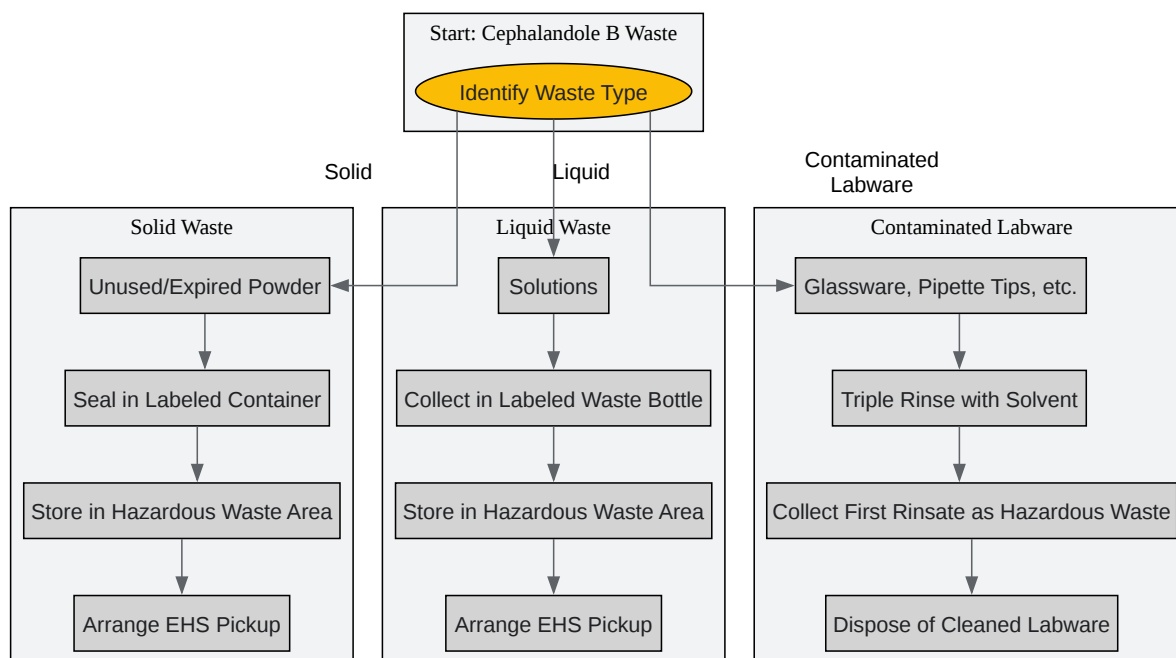 Start: Cephalandole B Waste
Identify Waste Type
Solid
Liquid
Contaminated
Labware
Solid Waste
Unused/Expired Powder
Seal in Labeled Container
Store in Hazardous Waste Area
Arrange EHS Pickup
Liquid Waste
Solutions
Collect in Labeled Waste Bottle
Store in Hazardous Waste Area
Arrange EHS Pickup
Contaminated Labware
Glassware, Pipette Tips, etc.
Triple Rinse with Solvent
Collect First Rinsate as Hazardous Waste
Dispose of Cleaned Labware